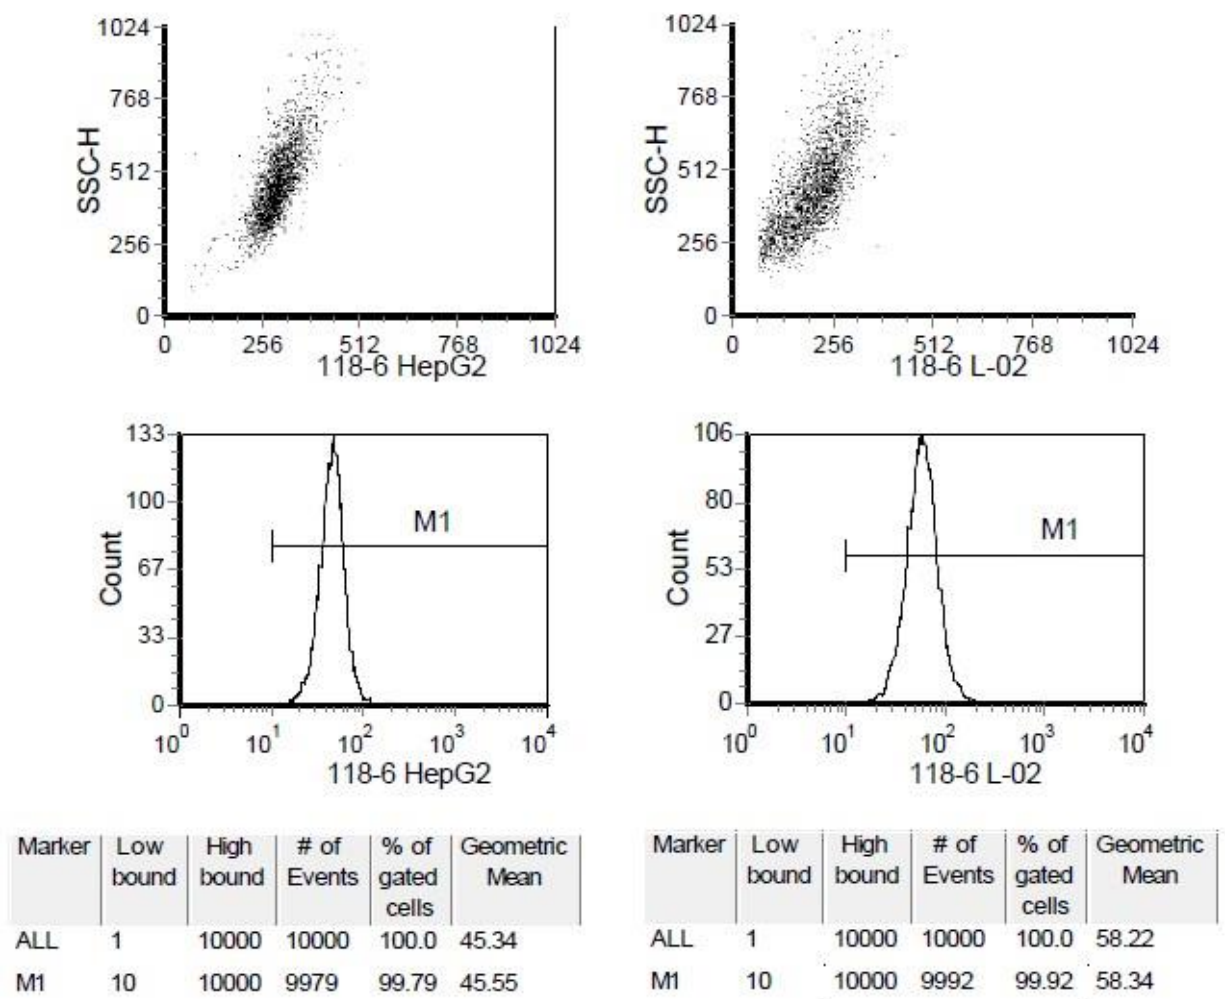 1024
768
512
256
0
SSC-H
0 256 512 768 1024
118-6 HepG2
1024
768
512
256
0
SSC-H
0 256 512 768 1024
118-6 L-02
133
100
67
33
0
Count
M1
10^0 10^1 10^2 10^3 10^4
118-6 HepG2
106
80
53
27
0
Count
M1
10^0 10^1 10^2 10^3 10^4
118-6 L-02
Marker Low High # of % of Geometric
bound bound Events gated Mean
cells
ALL 1 10000 10000 100.0 45.34
M1 10 10000 9979 99.79 45.55
Marker Low High # of % of Geometric
bound bound Events gated Mean
cells
ALL 1 10000 10000 100.0 58.22
M1 10 10000 9992 99.92 58.34